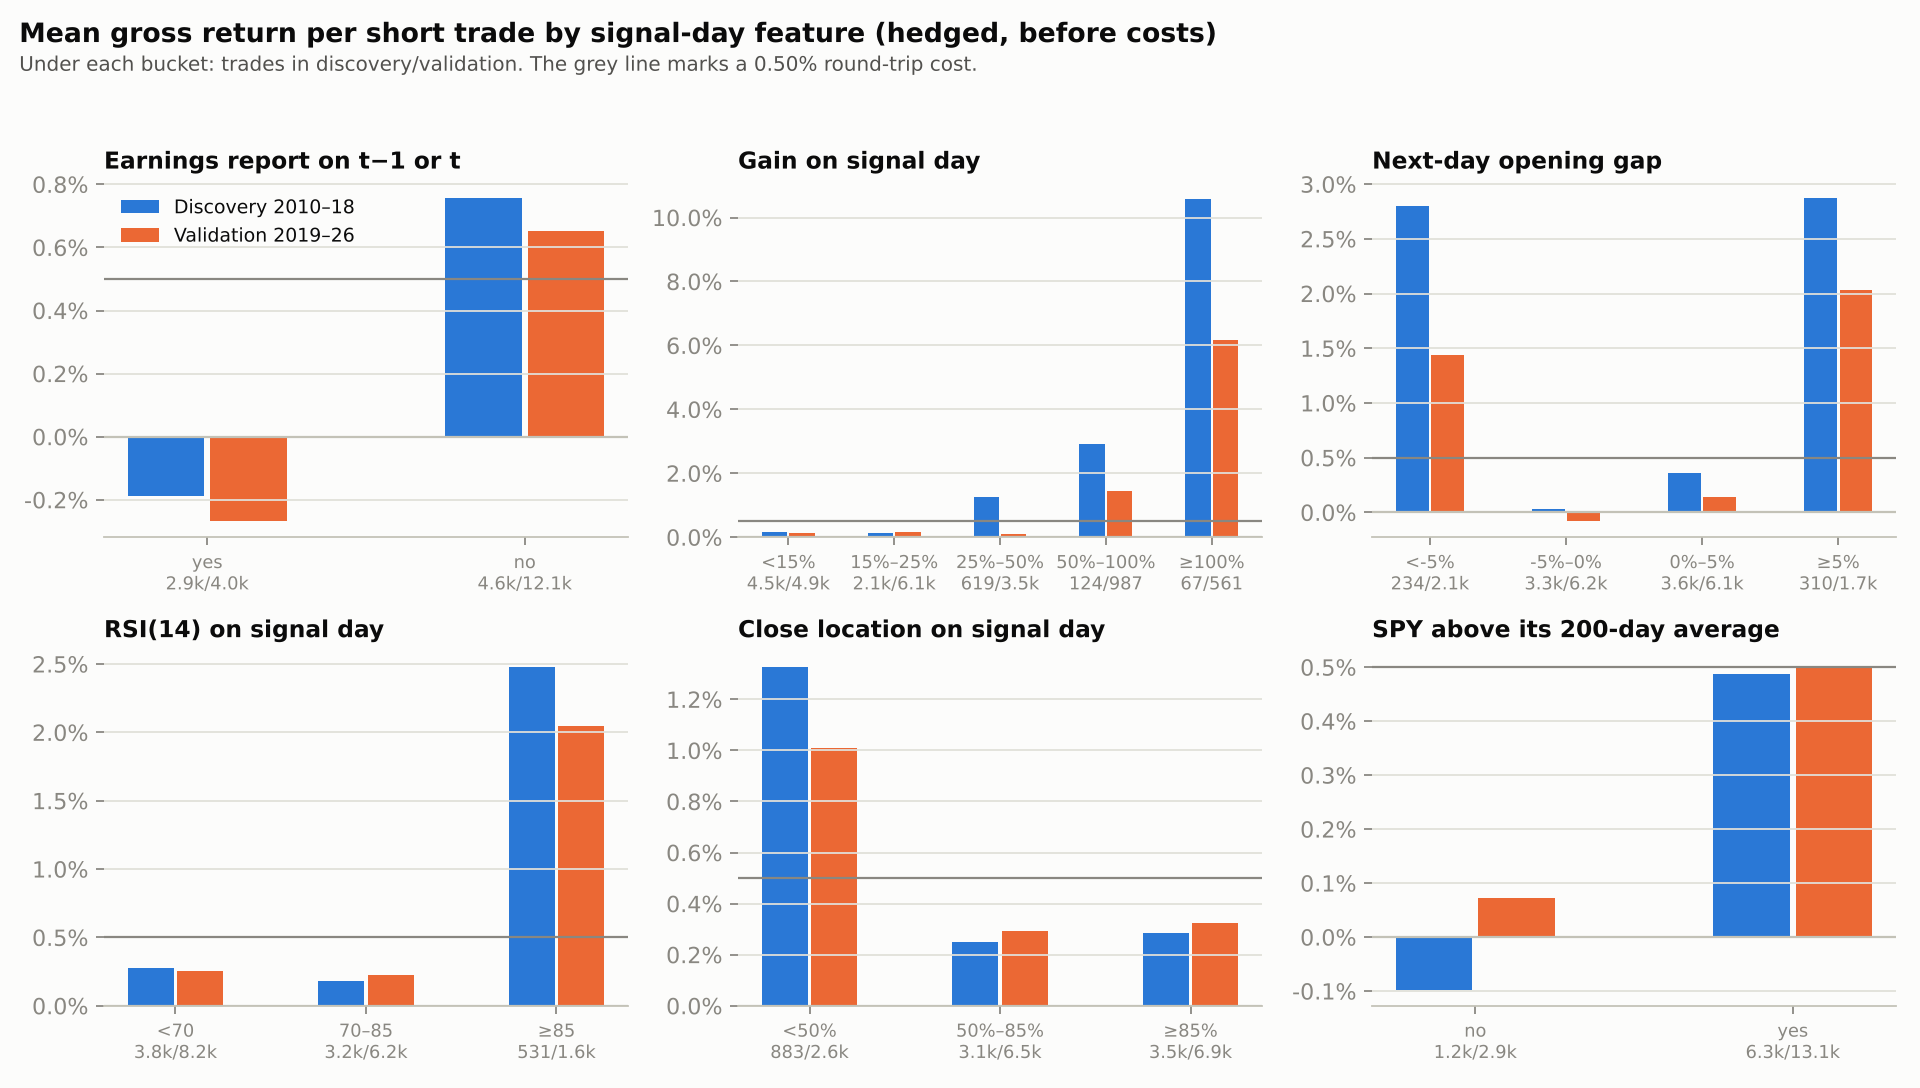 Mean gross return per short trade by signal-day feature (hedged, before costs)
Under each bucket: trades in discovery/validation. The grey line marks a 0.50% round-trip cost.
Earnings report on t−1 or t
0.8%
0.6%
0.4%
0.2%
0.0%
-0.2%
Discovery 2010–18
Validation 2019–26
yes no
2.9k/4.0k 4.6k/12.1k
Gain on signal day
10.0%
8.0%
6.0%
4.0%
2.0%
0.0%
<15% 15%–25% 25%–50% 50%–100% ≥100%
4.5k/4.9k 2.1k/6.1k 619/3.5k 124/987 67/561
Next-day opening gap
3.0%
2.5%
2.0%
1.5%
1.0%
0.5%
0.0%
<-5% -5%–0% 0%–5% ≥5%
234/2.1k 3.3k/6.2k 3.6k/6.1k 310/1.7k
RSI(14) on signal day
2.5%
2.0%
1.5%
1.0%
0.5%
0.0%
<70 70–85 ≥85
3.8k/8.2k 3.2k/6.2k 531/1.6k
Close location on signal day
1.2%
1.0%
0.8%
0.6%
0.4%
0.2%
0.0%
<50% 50%–85% ≥85%
883/2.6k 3.1k/6.5k 3.5k/6.9k
SPY above its 200-day average
0.5%
0.4%
0.3%
0.2%
0.1%
0.0%
-0.1%
no yes
1.2k/2.9k 6.3k/13.1k